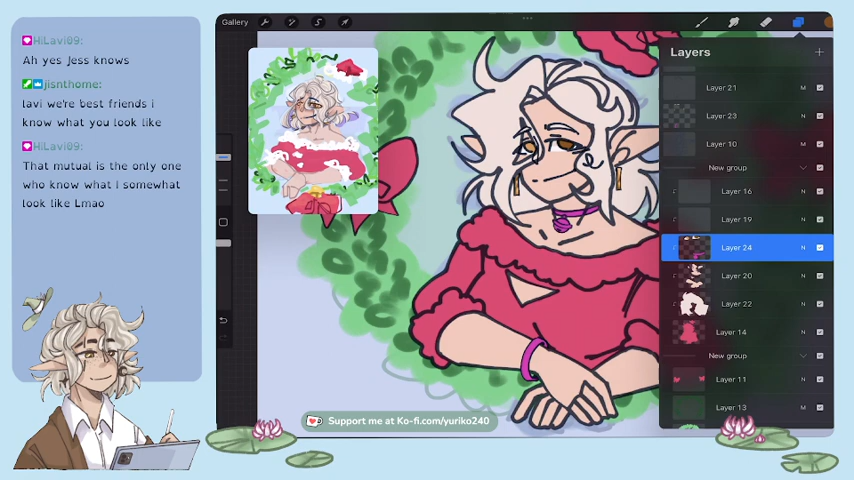 HiLavi09:
Ah yes Jess knows
jisnthome:
lavi we're best friends i
know what you look like
HiLavi09:
That mutual is the only one
who know what I somewhat
look like Lmao
Gallery
Layers
Layer 21 M
Layer 23 N
Layer 10 M
New group
Layer 16 N
Layer 19 N
Layer 24 N
Layer 20 N
Layer 22 N
Layer 14 N
New group
Layer 11 N
Layer 13 M
Support me at Ko-fi.com/yuriko240